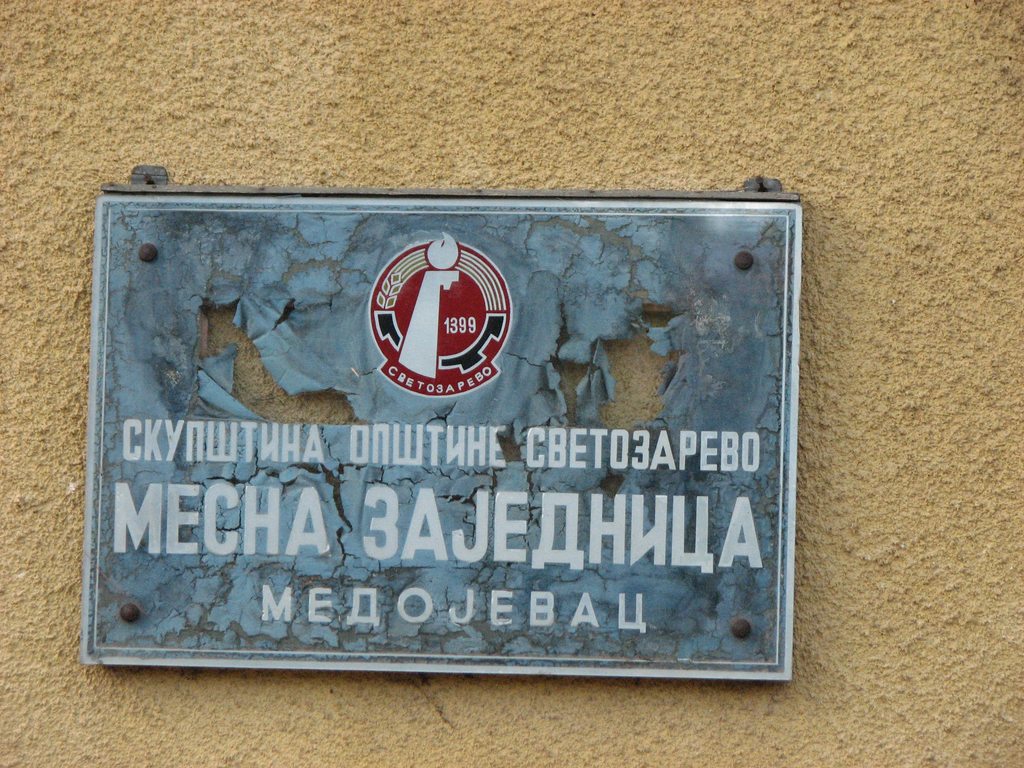 1399
СВЕТОЗАРЕВО
СКУПШТИНА ОПШТИНЕ СВЕТОЗАРЕВО
МЕСНА ЗАЈЕДНИЦА
МЕДОЈЕВАЦ